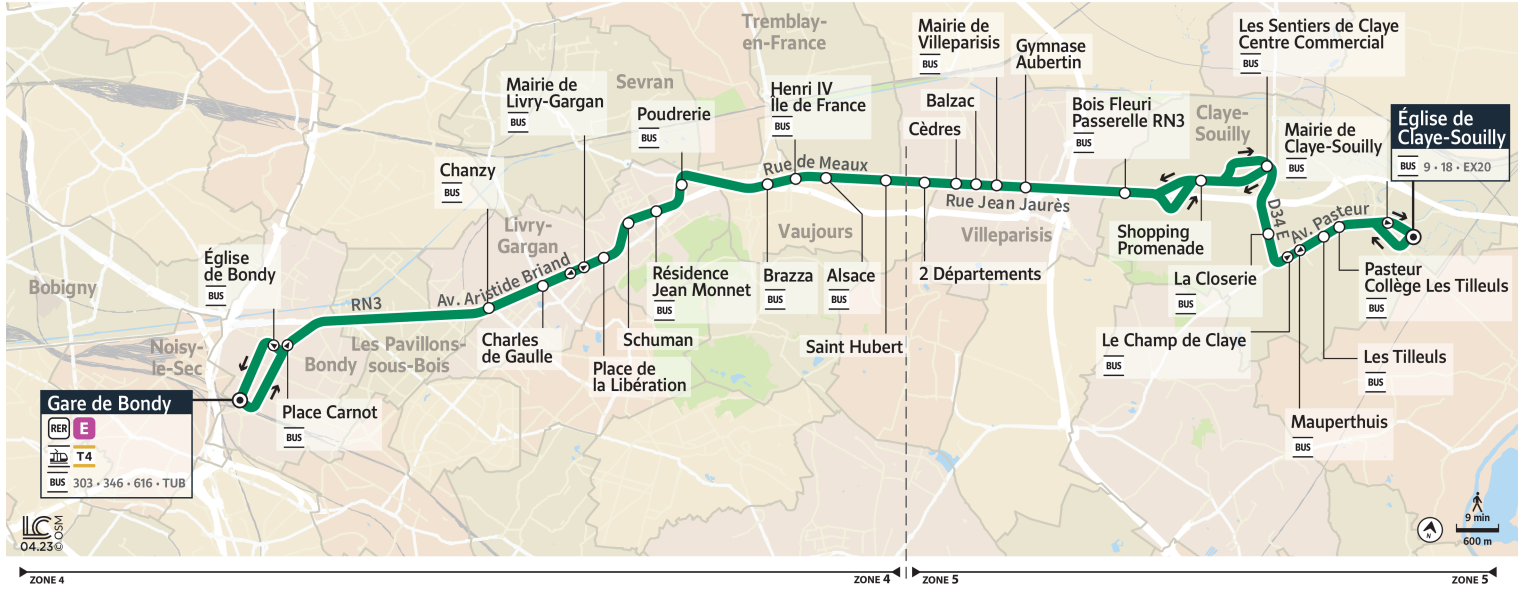 Tremblay-
en-France
Mairie de
Villeparisis
BUS
Gymnase
Aubertin
Les Sentiers de Claye
Centre Commercial
BUS
Sevran
Mairie de
Livry-Gargan
BUS
Poudrerie
BUS
Henri IV
Île de France
BUS
Balzac
Cèdres
Bois Fleuri
Passerelle RN3
BUS
Claye-
Souilly
Mairie de
Claye-Souilly
BUS
Église de
Claye-Souilly
BUS 9 • 18 • EX20
Chanzy
BUS
Rue de Meaux
Rue Jean Jaurès
D34E
Av. Pasteur
Livry-
Gargan
Vaujours
Villeparisis
Shopping
Promenade
Église
de Bondy
BUS
Bobigny
RN3
Av. Aristide Briand
Résidence
Jean Monnet
BUS
Brazza
BUS
Alsace
BUS
2 Départements
La Closerie
BUS
Pasteur
Collège Les Tilleuls
BUS
Noisy-
le-Sec
Bondy
Les Pavillons-
sous-Bois
Charles
de Gaulle
Schuman
Place de
la Libération
Saint Hubert
Le Champ de Claye
BUS
Les Tilleuls
BUS
Gare de Bondy
RER E
T4
BUS 303 • 346 • 616 • TUB
Place Carnot
BUS
Mauperthuis
BUS
LC
04.23
© OSM
N
9 min
600 m
ZONE 4
ZONE 4
ZONE 5
ZONE 5